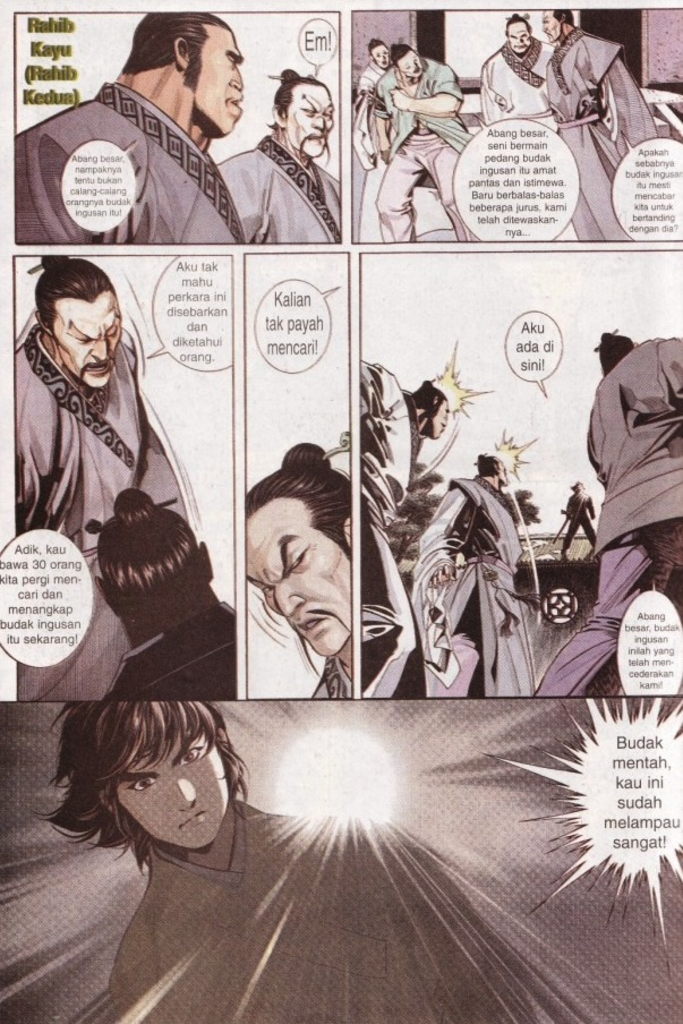 Rahib
Kayu
(Rahib
Kedua)
Em!
Abang besar,
nampaknya
tentu bukan
calang-calang
orangnya budak
ingusan itu!
Abang besar,
seni bermain
pedang budak
ingusan itu amat
pantas dan istimewa.
Baru berbalas-balas
beberapa jurus, kami
telah ditewaskan-
nya...
Apakah
sebabnya
budak ingusan
itu mesti
mencabar
kita untuk
bertanding
dengan dia?
Aku tak
mahu
perkara ini
disebarkan
dan
diketahui
orang.
Adik, kau
bawa 30 orang
kita pergi men-
cari dan
menangkap
budak ingusan
itu sekarang!
Kalian
tak payah
mencari!
Aku
ada di
sini!
Abang
besar, budak
ingusan
inilah yang
telah men-
cederakan
kami!
Budak
mentah,
kau ini
sudah
melampau
sangat!